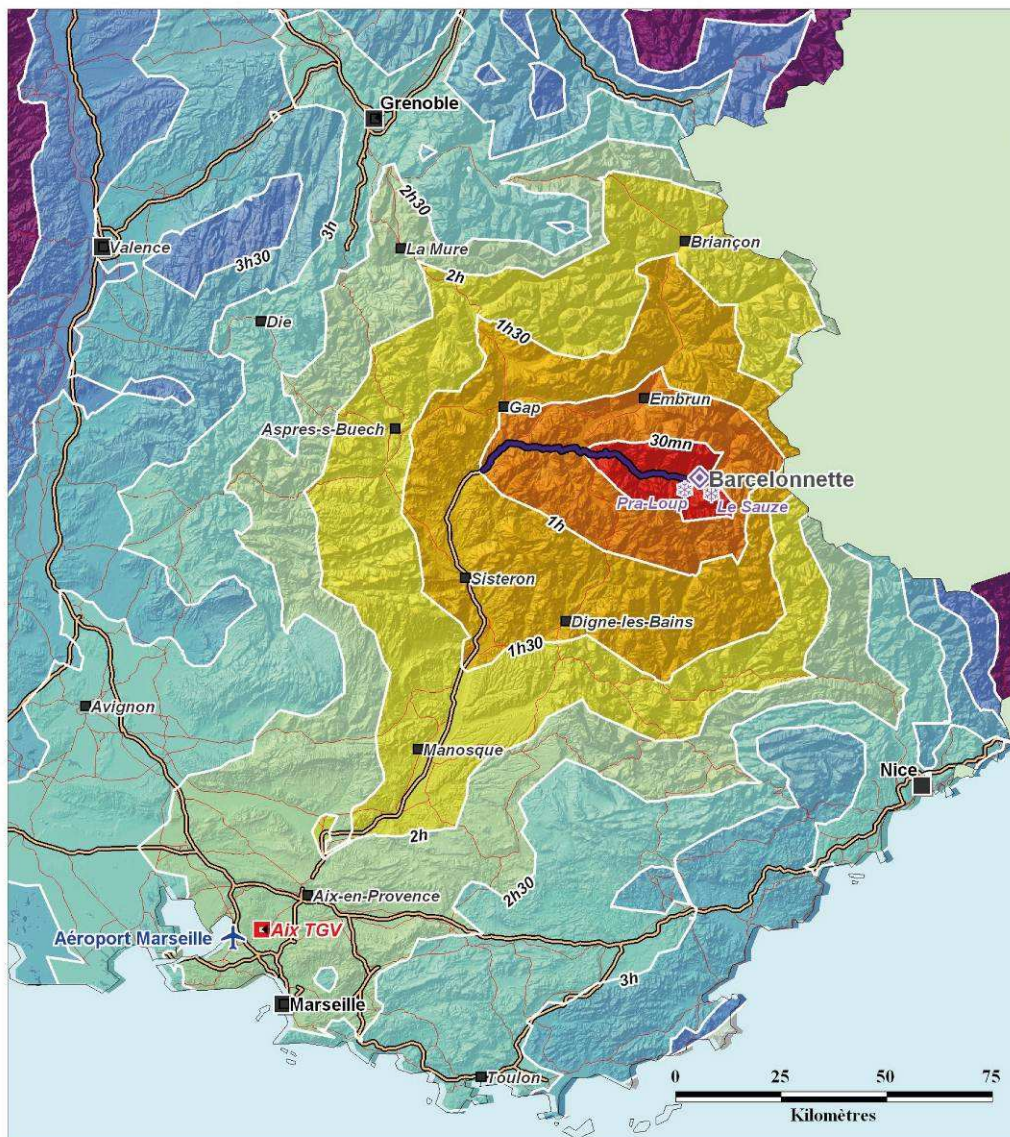 Grenoble
2h30
3h
Valence
3h30
La Mure
Briançon
2h
Die
1h30
Gap
Embrun
Aspres-s-Buech
30mn
Barcelonnette
Pra-Loup
Le Sauze
1h
Sisteron
Digne-les-Bains
1h30
Avignon
Manosque
Nice
2h
2h30
Aix-en-Provence
Aix TGV
Aéroport Marseille
3h
Marseille
Toulon
0 25 50 75
Kilomètres